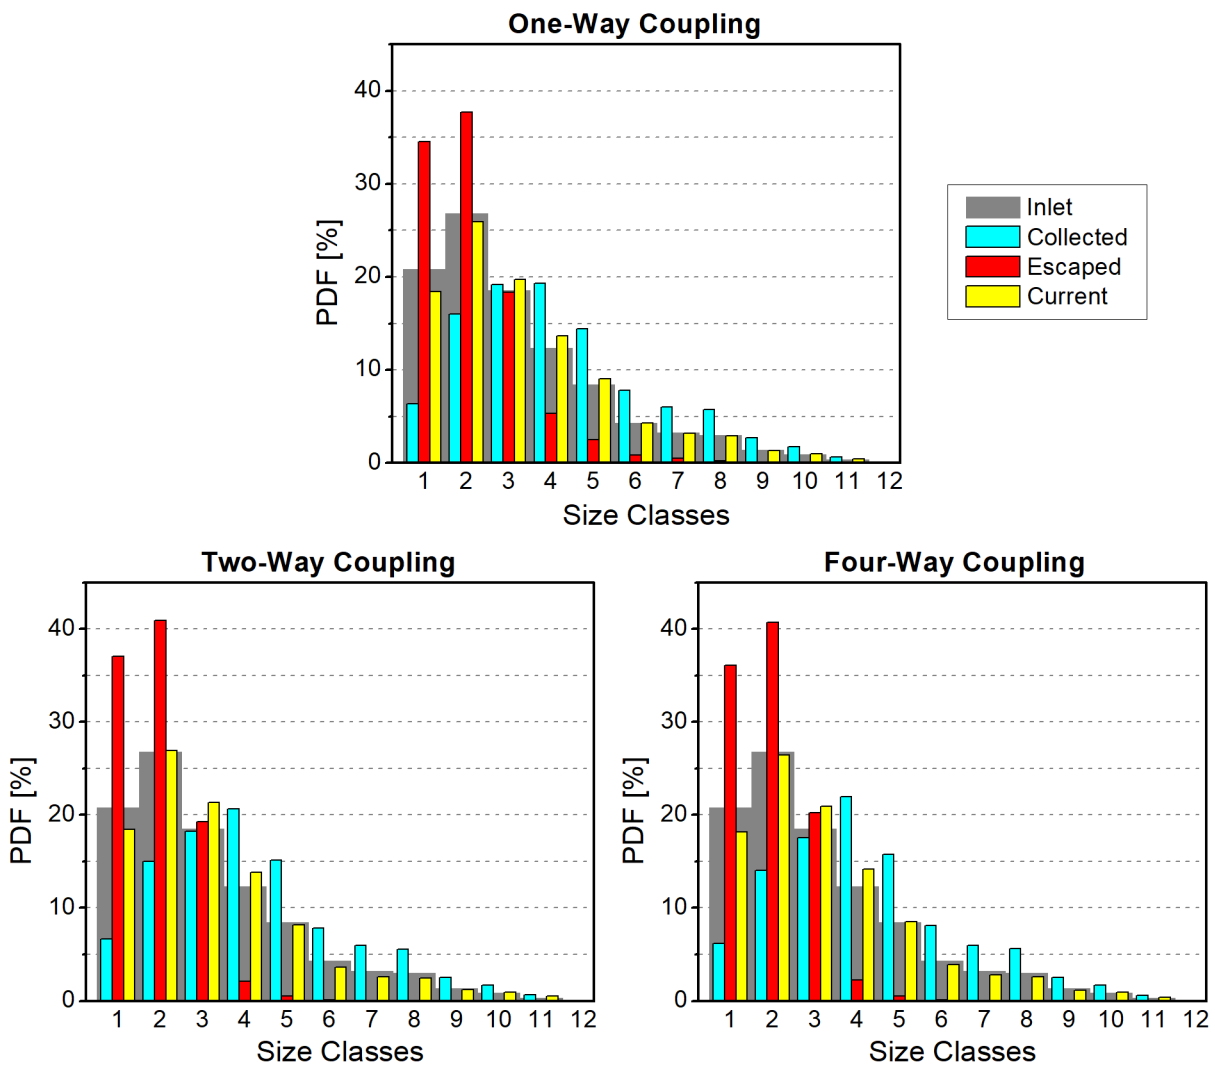 One-Way Coupling
PDF [%]
40
30
20
10
0
1 2 3 4 5 6 7 8 9 10 11 12
Size Classes
Inlet
Collected
Escaped
Current
Two-Way Coupling
PDF [%]
40
30
20
10
0
1 2 3 4 5 6 7 8 9 10 11 12
Size Classes
Four-Way Coupling
PDF [%]
40
30
20
10
0
1 2 3 4 5 6 7 8 9 10 11 12
Size Classes